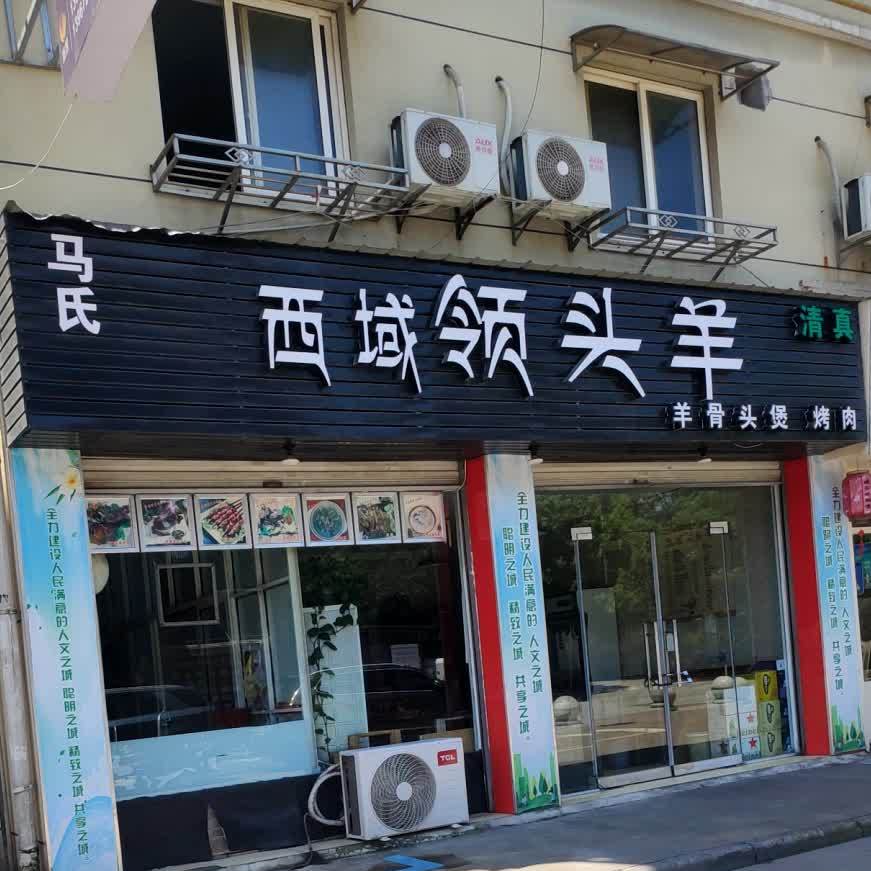 马氏
西域领头羊
清真
羊骨头煲 烤肉
AUX
AUX
全力建设人民满意的人文之城 聪明之城 精致之城 共享之城。
全力建设人民满意的 人文之城
聪明之城 精致之城 共享之城。
全力建设人民满意的 人文之城
聪明之城 精致之城 共享之城。
TCL